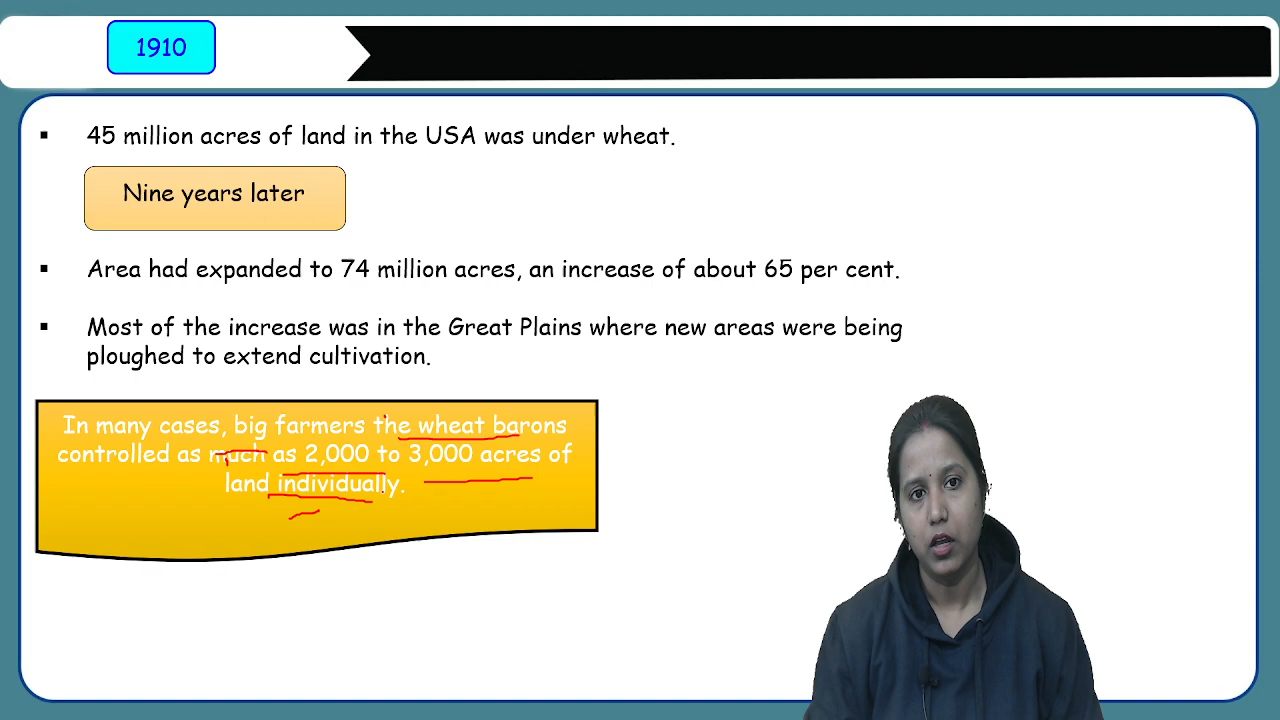 1910
45 million acres of land in the USA was under wheat.
Nine years later
Area had expanded to 74 million acres, an increase of about 65 per cent.
Most of the increase was in the Great Plains where new areas were being
ploughed to extend cultivation.
In many cases, big farmers the wheat barons
controlled as much as 2,000 to 3,000 acres of
land individually.